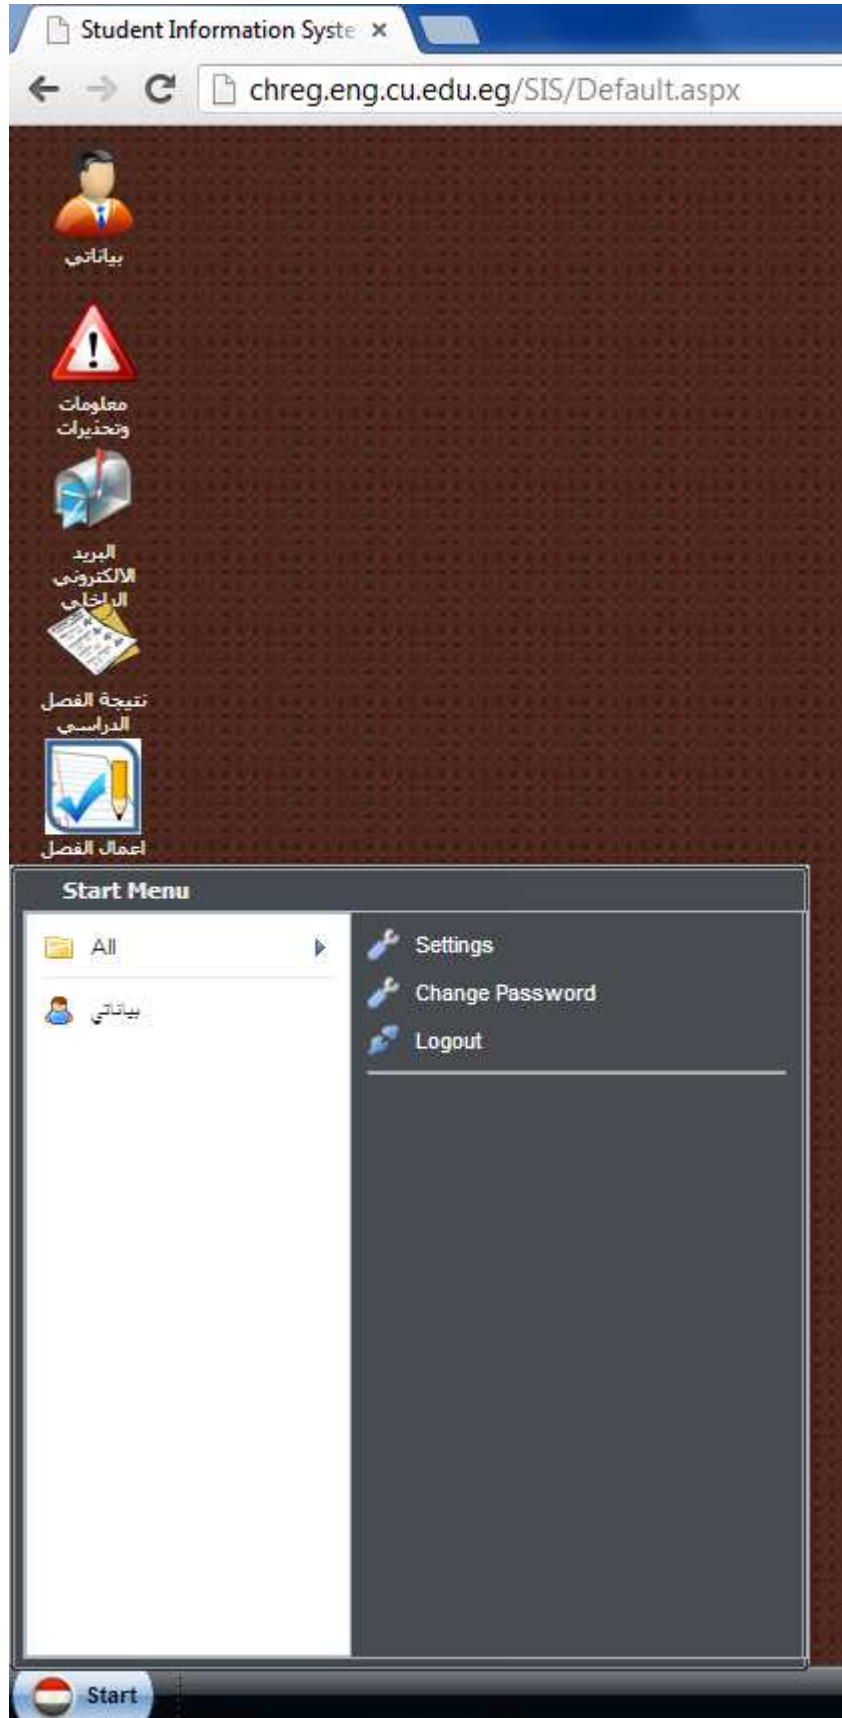 Student Information Syste
chreg.eng.cu.edu.eg/SIS/Default.aspx
بياناتي
معلومات
وتحذيرات
البريد
الالكتروني
الداخلي
نتيجة الفصل
الدراسي
اعمال الفصل
Start Menu
All
بياناتي
Settings
Change Password
Logout
Start